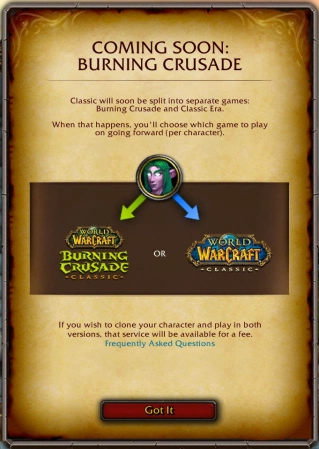 COMING SOON:
BURNING CRUSADE
Classic will soon be split into separate games:
Burning Crusade and Classic Era.
When that happens, you'll choose which game to play
on going forward (per character).
WORLD
WARCRAFT
BURNING
CRUSADE
CLASSIC
OR
WORLD
WARCRAFT
CLASSIC
If you wish to clone your character and play in both
versions, that service will be available for a fee.
Frequently Asked Questions
Got It